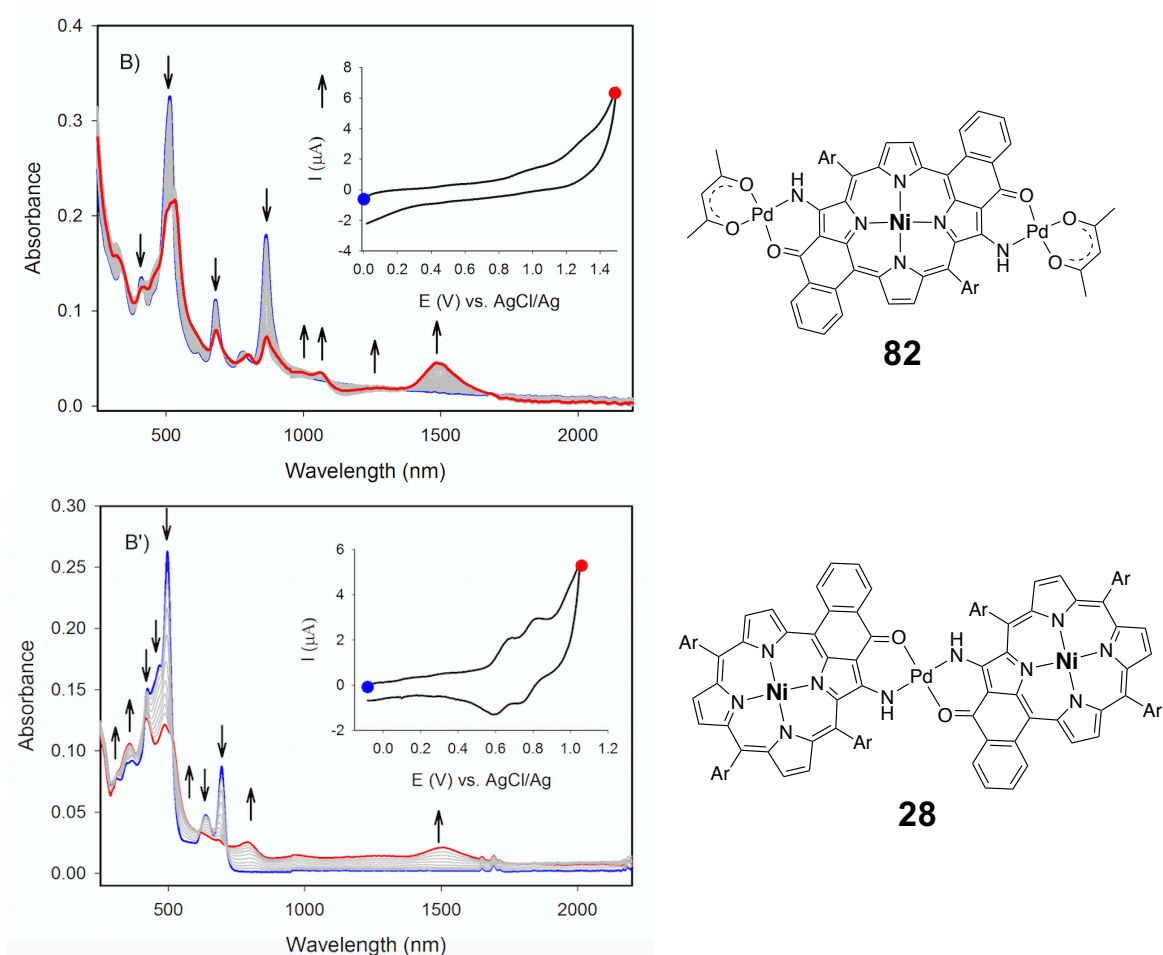 B)
Absorbance
0.4
0.3
0.2
0.1
0.0
500
1000
1500
2000
Wavelength (nm)
I (μA)
8
6
4
2
0
-2
-4
0.0 0.2 0.4 0.6 0.8 1.0 1.2 1.4
E (V) vs. AgCl/Ag
Ar
H
N
O
Pd
O
O
N
N
Ni
N
N
O
Pd
O
O
N
H
Ar
82
B')
Absorbance
0.30
0.25
0.20
0.15
0.10
0.05
0.00
500
1000
1500
2000
Wavelength (nm)
I (μA)
6
4
2
0
-2
0.0 0.2 0.4 0.6 0.8 1.0 1.2
E (V) vs. AgCl/Ag
Ar
N
N
Ni
N
N
Ar
Ar
O
N
H
Pd
H
N
O
Ar
Ar
N
N
Ni
N
N
Ar
28